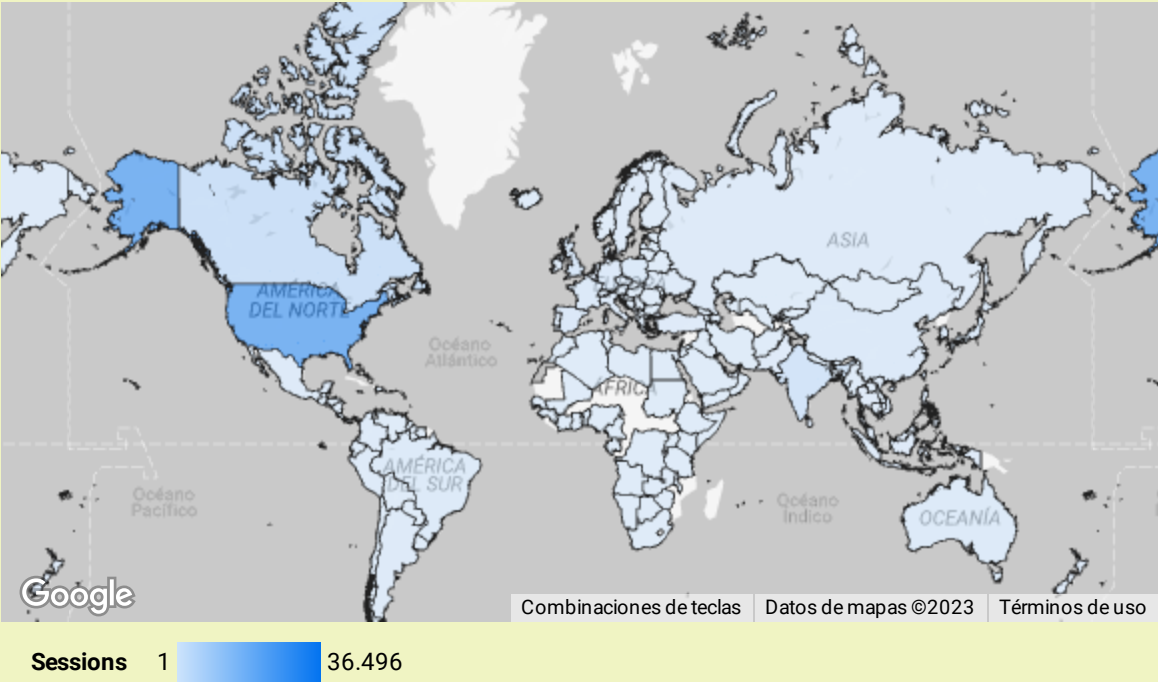 ASIA
AMÉRICA
DEL NORTE
EUROPA
Océano
Atlántico
ÁFRICA
AMÉRICA
DEL SUR
Océano
Pacífico
Océano
Índico
OCEANÍA
Google
Combinaciones de teclas
Datos de mapas ©2023
Términos de uso
Sessions 1 36.496